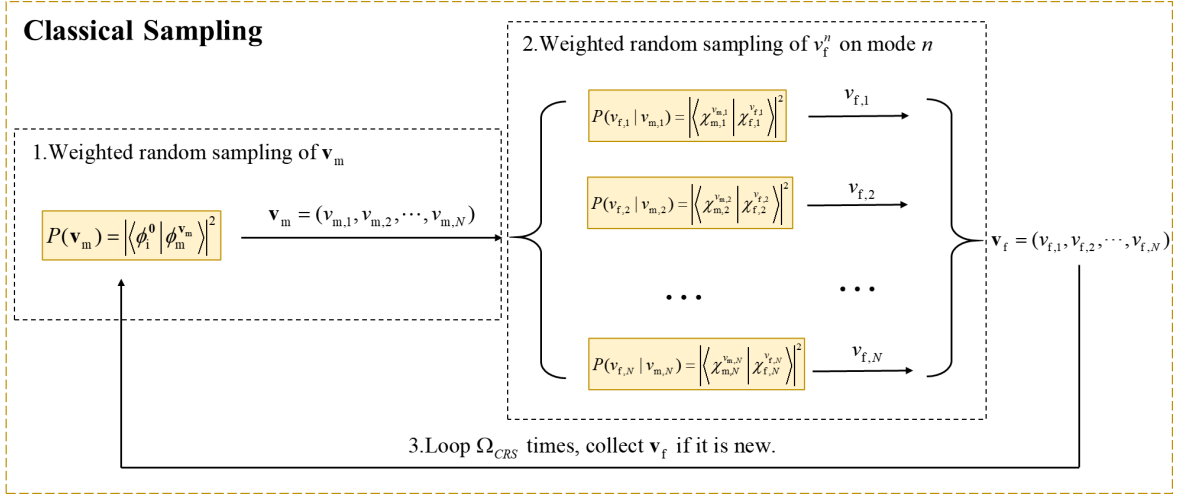 Classical Sampling
1.Weighted random sampling of 𝐯ₘ
P(𝐯ₘ) = |⟨ϕ_i^𝟎|ϕ_m^{𝐯ₘ}⟩|²
𝐯ₘ = (v_{m,1}, v_{m,2}, ⋯, v_{m,N})
2.Weighted random sampling of v_f^n on mode n
P(v_{f,1} | v_{m,1}) = |⟨χ_{m,1}^{v_{m,1}}|χ_{f,1}^{v_{f,1}}⟩|²
v_{f,1}
P(v_{f,2} | v_{m,2}) = |⟨χ_{m,2}^{v_{m,2}}|χ_{f,2}^{v_{f,2}}⟩|²
v_{f,2}
• • •
• • •
P(v_{f,N} | v_{m,N}) = |⟨χ_{m,N}^{v_{m,N}}|χ_{f,N}^{v_{f,N}}⟩|²
v_{f,N}
𝐯_f = (v_{f,1}, v_{f,2}, ⋯, v_{f,N})
3.Loop Ω_{CRS} times, collect 𝐯_f if it is new.